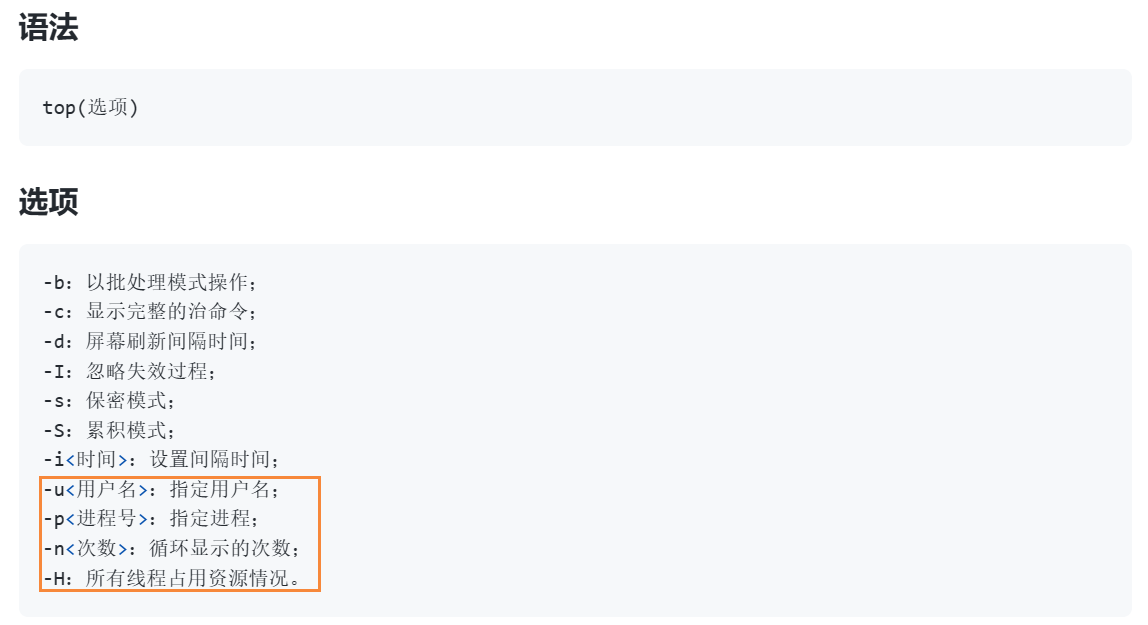 语法
top(选项)
选项
-b：以批处理模式操作；
-c：显示完整的治命令；
-d：屏幕刷新间隔时间；
-I：忽略失效过程；
-s：保密模式；
-S：累积模式；
-i<时间>：设置间隔时间；
-u<用户名>：指定用户名；
-p<进程号>：指定进程；
-n<次数>：循环显示的次数；
-H：所有线程占用资源情况。